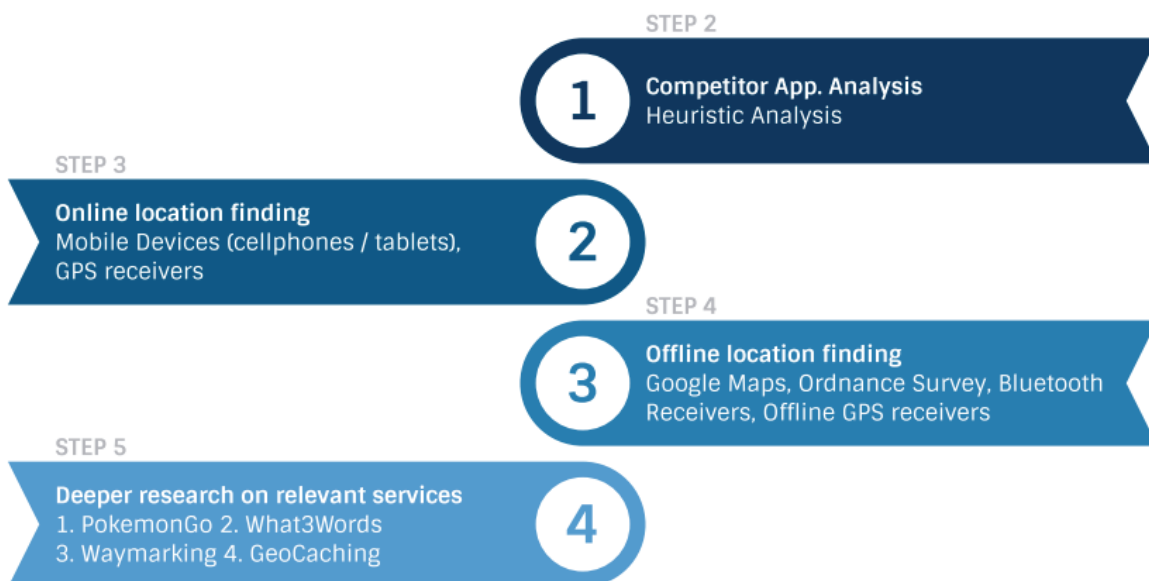 STEP 2
1
Competitor App. Analysis
Heuristic Analysis
STEP 3
Online location finding
Mobile Devices (cellphones / tablets),
GPS receivers
2
STEP 4
3
Offline location finding
Google Maps, Ordnance Survey, Bluetooth
Receivers, Offline GPS receivers
STEP 5
Deeper research on relevant services
1. PokemonGo 2. What3Words
3. Waymarking 4. GeoCaching
4